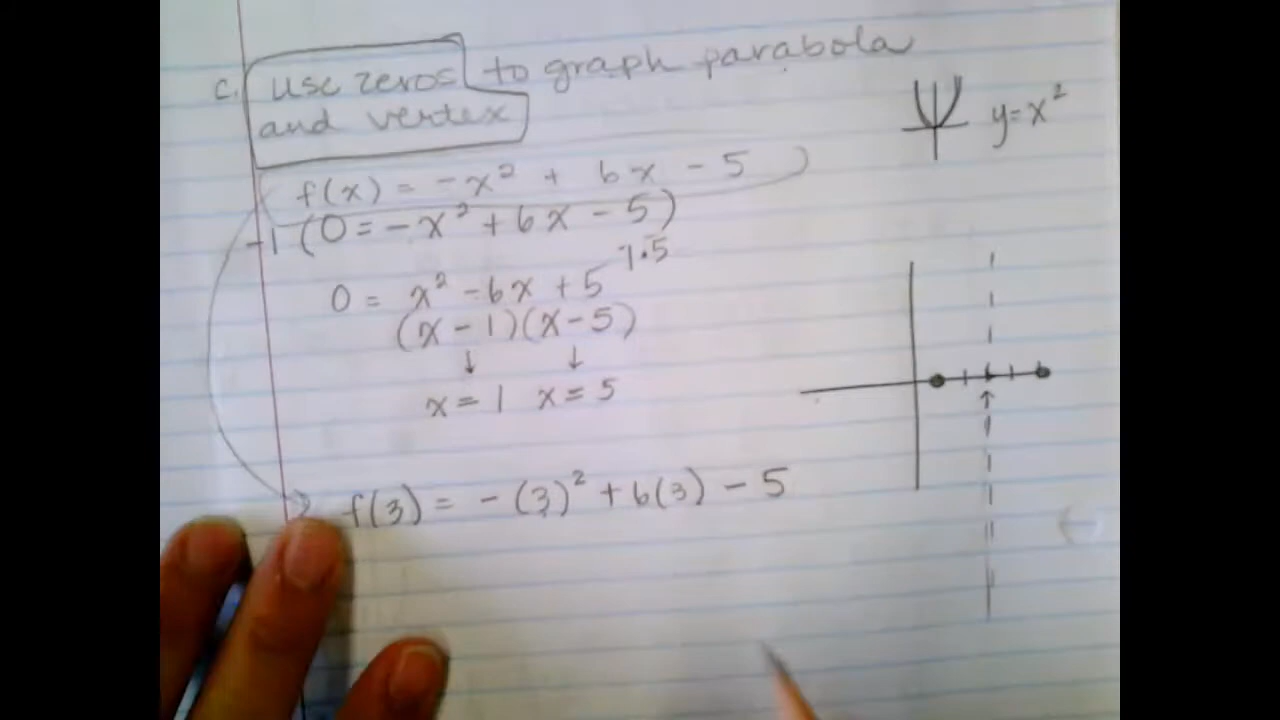 c. use zeros to graph parabola
and vertex
y = x²
f(x) = -x² + 6x - 5
-1 (0 = -x² + 6x - 5)
1·5
0 = x² - 6x + 5
(x - 1)(x - 5)
↓ ↓
x = 1 x = 5
f(3) = -(3)² + 6(3) - 5